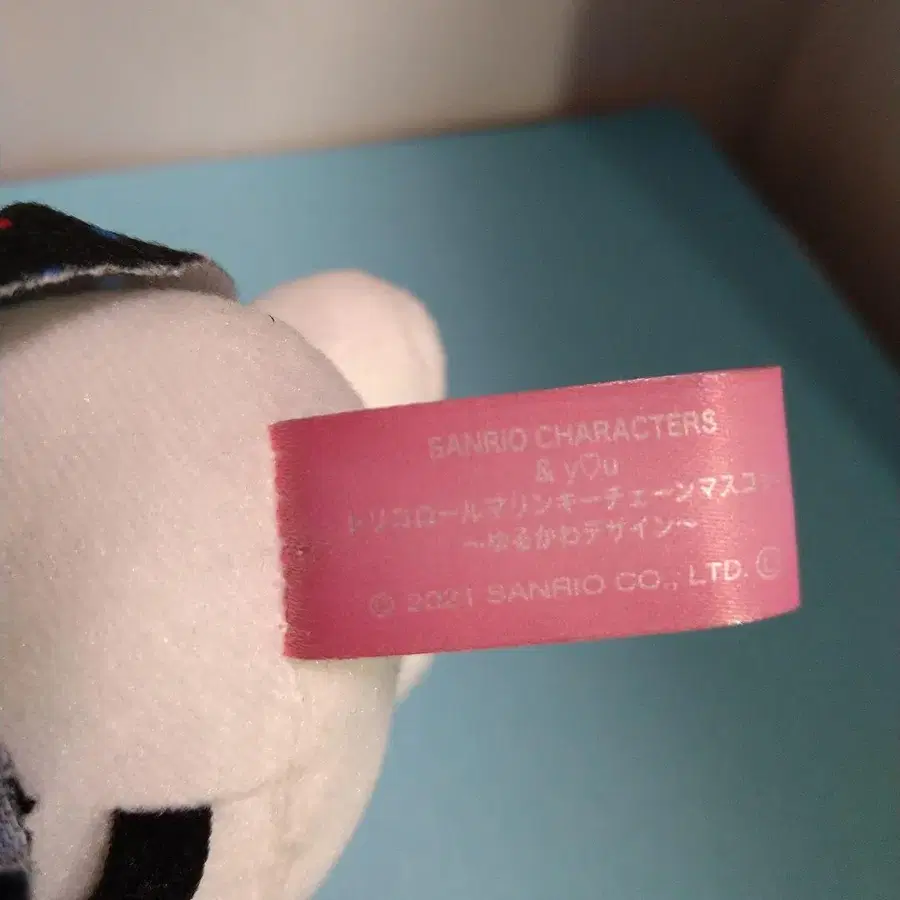 SANRIO CHARACTERS
& y♡u
トリコロールマリンキーチェーンマスコ
～ゆるかわデザイン～
© 2021 SANRIO CO., LTD. Ⓛ